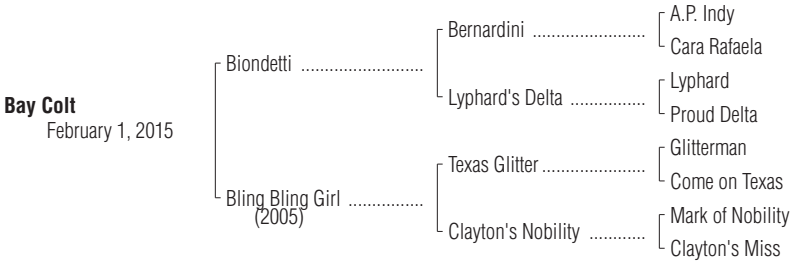 Bay Colt
February 1, 2015
Biondetti ........................
Bling Bling Girl ...............
(2005)
Bernardini ......................
Lyphard's Delta ...............
Texas Glitter ....................
Clayton's Nobility ...........
A.P. Indy
Cara Rafaela
Lyphard
Proud Delta
Glitterman
Come on Texas
Mark of Nobility
Clayton's Miss